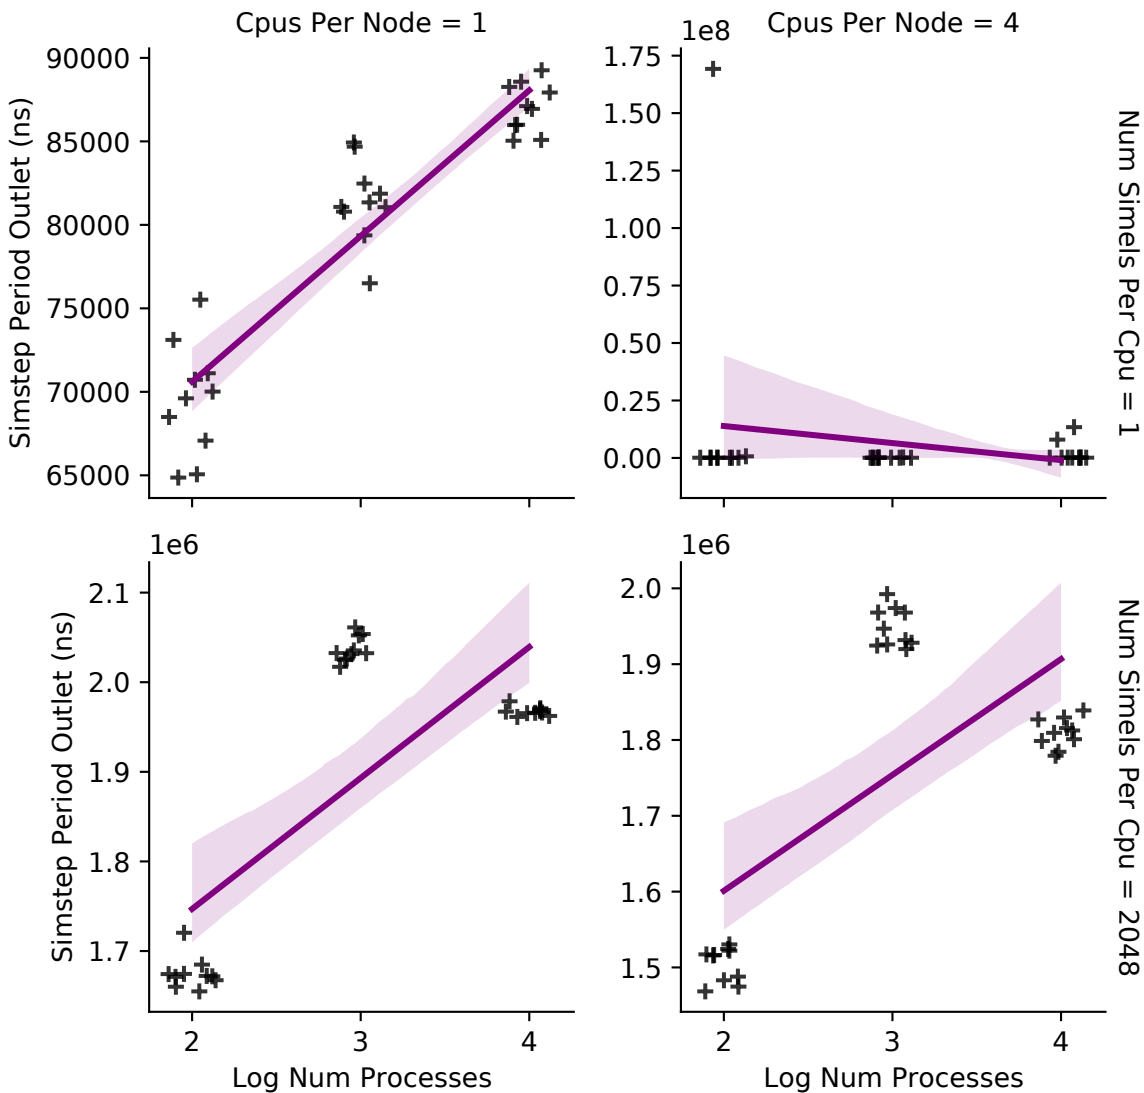 Cpus Per Node = 1
Cpus Per Node = 4
1e8
90000
85000
80000
75000
70000
65000
Simstep Period Outlet (ns)
1.75
1.50
1.25
1.00
0.75
0.50
0.25
0.00
Num Simels Per Cpu = 1
1e6
2.1
2.0
1.9
1.8
1.7
Simstep Period Outlet (ns)
2
3
4
Log Num Processes
1e6
2.0
1.9
1.8
1.7
1.6
1.5
2
3
4
Log Num Processes
Num Simels Per Cpu = 2048